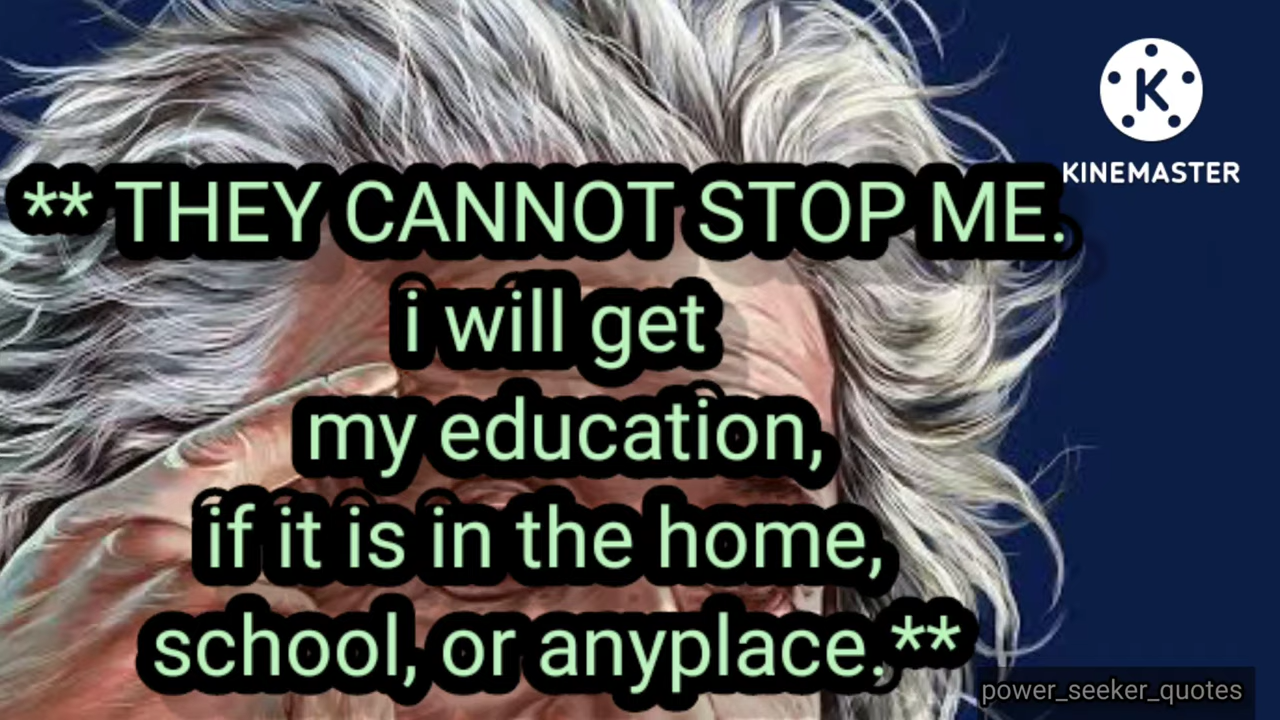 K
KINEMASTER
** THEY CANNOT STOP ME.
i will get
my education,
if it is in the home,
school, or anyplace.**
power_seeker_quotes